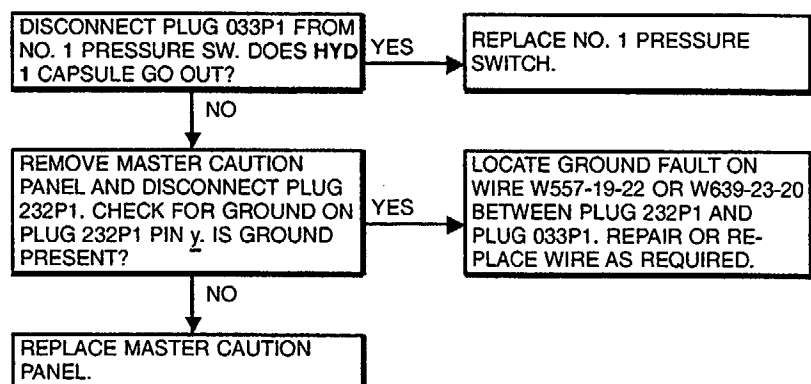 DISCONNECT PLUG 033P1 FROM
NO. 1 PRESSURE SW. DOES HYD
1 CAPSULE GO OUT?
YES
REPLACE NO. 1 PRESSURE
SWITCH.
NO
REMOVE MASTER CAUTION
PANEL AND DISCONNECT PLUG
232P1. CHECK FOR GROUND ON
PLUG 232P1 PIN y. IS GROUND
PRESENT?
YES
LOCATE GROUND FAULT ON
WIRE W557-19-22 OR W639-23-20
BETWEEN PLUG 232P1 AND
PLUG 033P1. REPAIR OR RE-
PLACE WIRE AS REQUIRED.
NO
REPLACE MASTER CAUTION
PANEL.